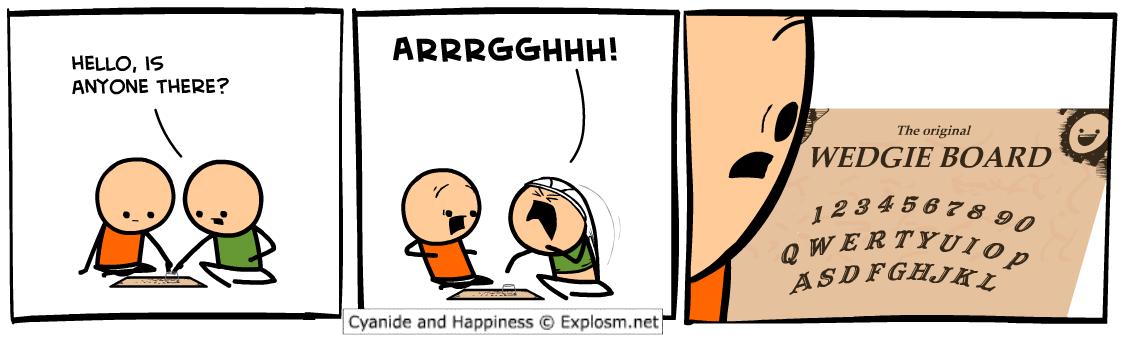 HELLO, IS
ANYONE THERE?
ARRRGGHHH!
The original
WEDGIE BOARD
1 2 3 4 5 6 7 8 9 0
Q W E R T Y U I O P
A S D F G H J K L
Cyanide and Happiness © Explosm.net